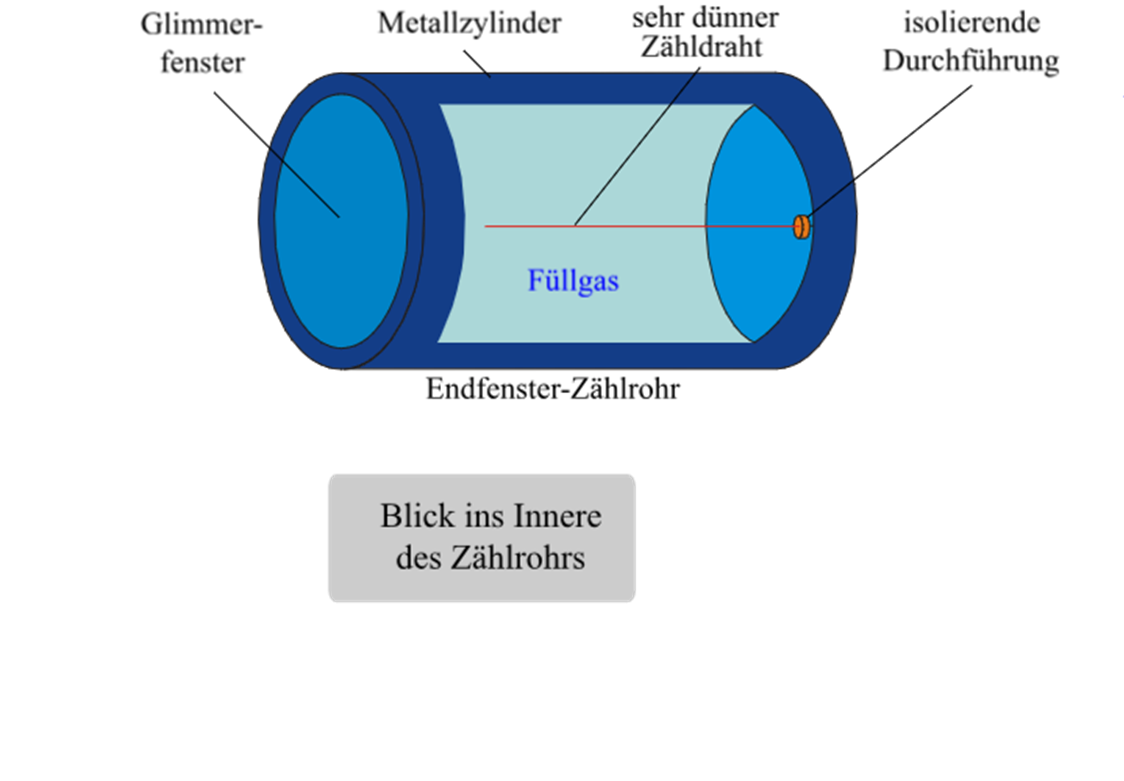 Glimmer-
fenster
Metallzylinder
sehr dünner
Zähldraht
isolierende
Durchführung
Füllgas
Endfenster-Zählrohr
Blick ins Innere
des Zählrohrs